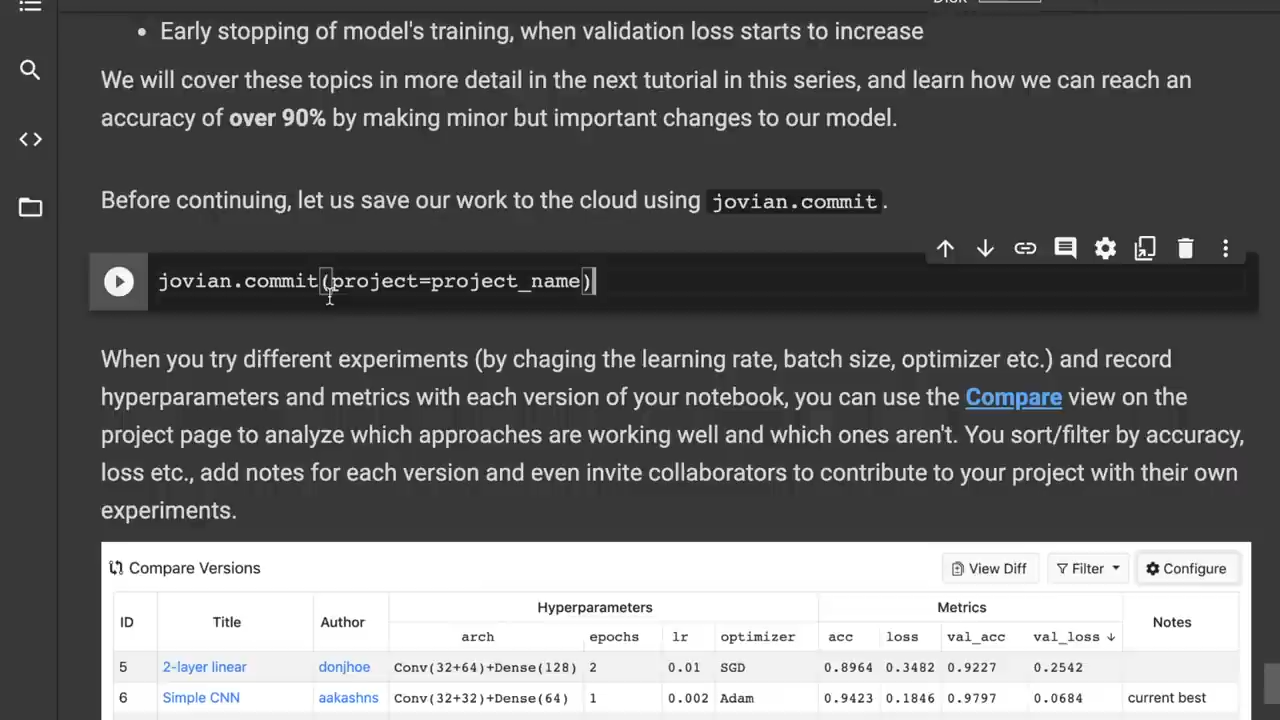 • Early stopping of model's training, when validation loss starts to increase
We will cover these topics in more detail in the next tutorial in this series, and learn how we can reach an
accuracy of over 90% by making minor but important changes to our model.
Before continuing, let us save our work to the cloud using jovian.commit.
jovian.commit(project=project_name)
When you try different experiments (by chaging the learning rate, batch size, optimizer etc.) and record
hyperparameters and metrics with each version of your notebook, you can use the Compare view on the
project page to analyze which approaches are working well and which ones aren't. You sort/filter by accuracy,
loss etc., add notes for each version and even invite collaborators to contribute to your project with their own
experiments.
Compare Versions View Diff Filter Configure
Hyperparameters Metrics
ID Title Author Notes
arch epochs lr optimizer acc loss val_acc val_loss ↓
5 2-layer linear donjhoe Conv(32+64)+Dense(128) 2 0.01 SGD 0.8964 0.3482 0.9227 0.2542
6 Simple CNN aakashns Conv(32+32)+Dense(64) 1 0.002 Adam 0.9423 0.1846 0.9797 0.0684 current best